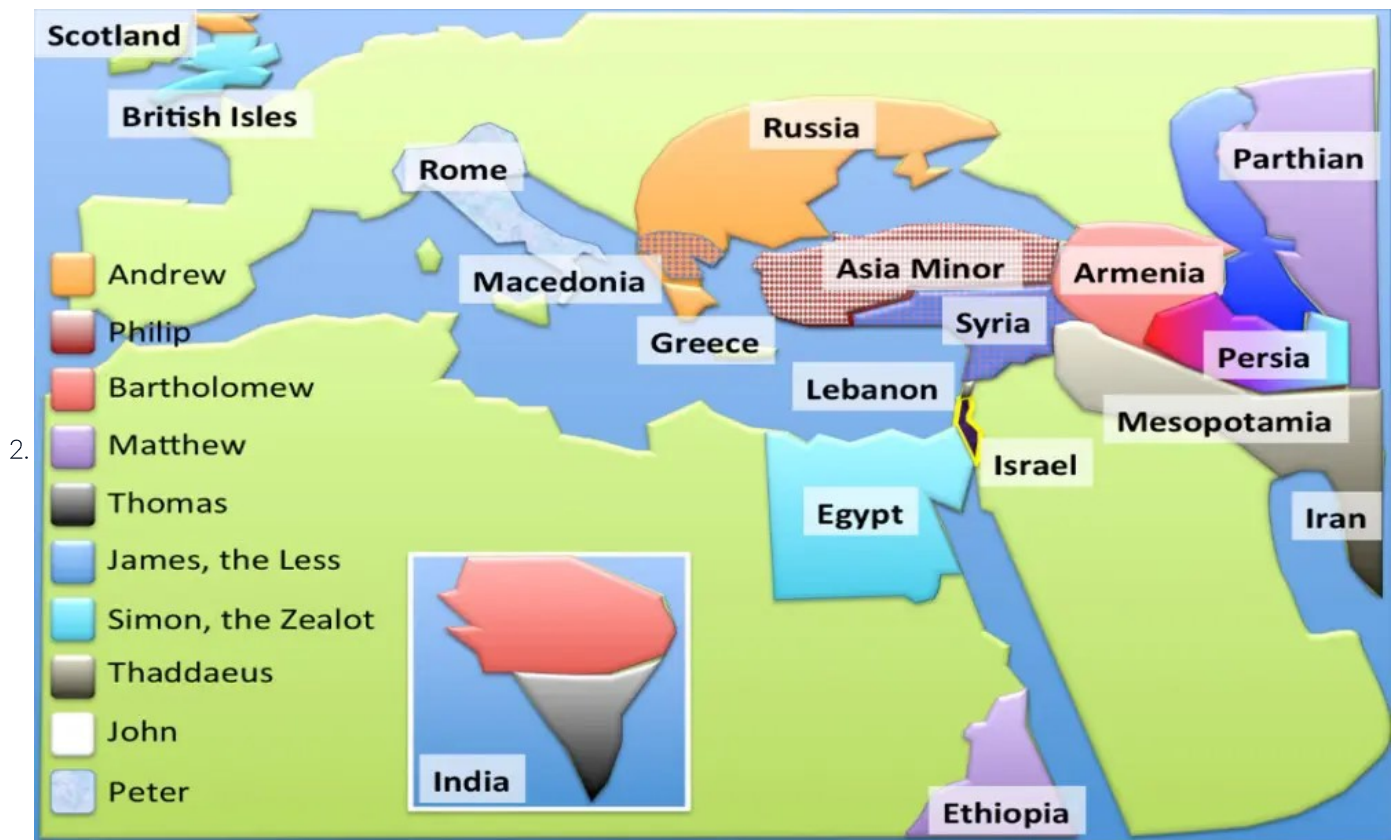 Scotland
British Isles
Russia
Rome
Parthian
Macedonia
Asia Minor
Armenia
Greece
Syria
Persia
Lebanon
Mesopotamia
Israel
Egypt
Iran
India
Ethiopia
2.
Andrew
Philip
Bartholomew
Matthew
Thomas
James, the Less
Simon, the Zealot
Thaddaeus
John
Peter